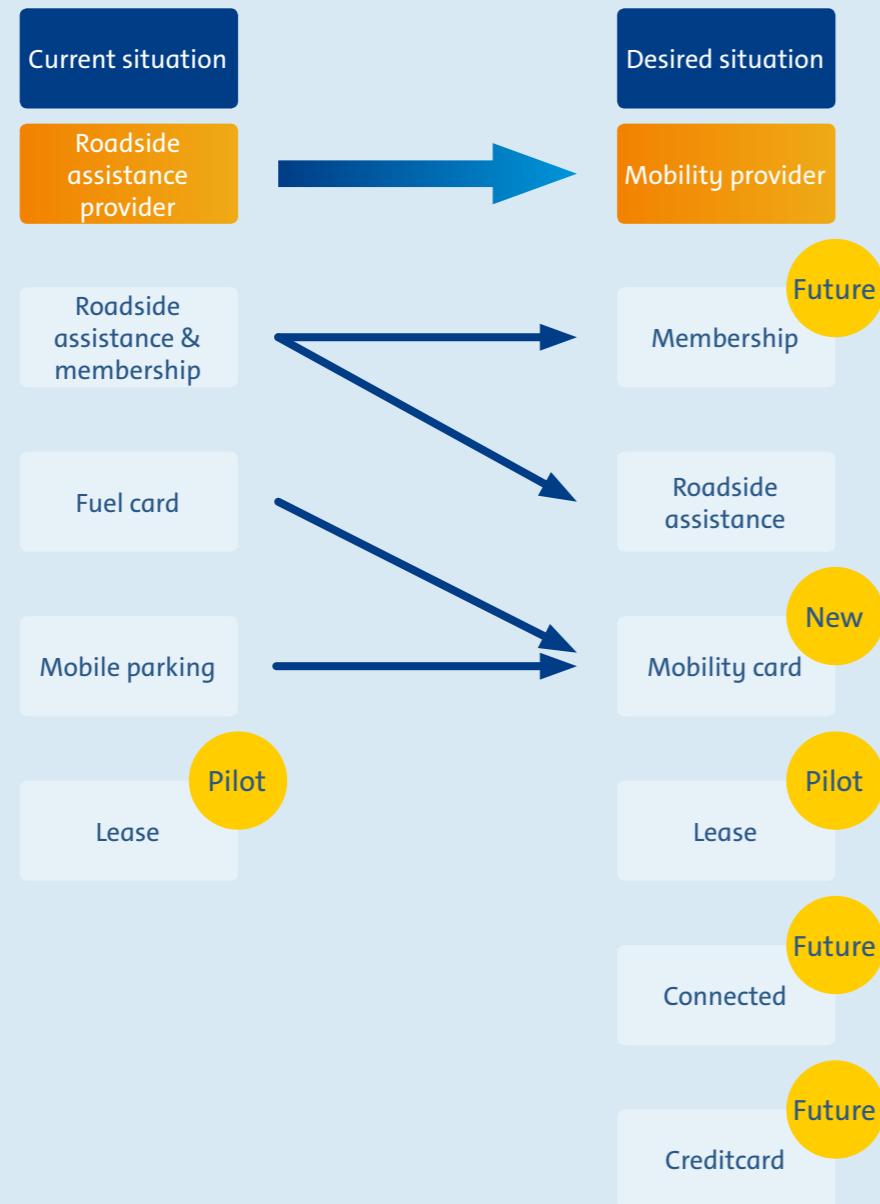 Current situation
Desired situation
Roadside
assistance
provider
Mobility provider
Future
Roadside
assistance &
membership
Membership
Fuel card
Roadside
assistance
New
Mobile parking
Mobility card
Pilot
Pilot
Lease
Lease
Future
Connected
Future
Creditcard